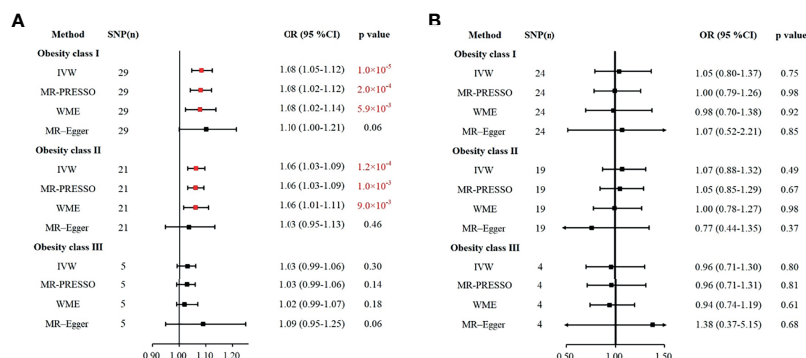 A
Method SNP(n) OR (95 %CI) p value
Obesity class I
IVW 29 1.08 (1.05-1.12) 1.0×10⁻⁵
MR-PRESSO 29 1.08 (1.02-1.12) 2.0×10⁻⁴
WME 29 1.08 (1.02-1.14) 5.9×10⁻³
MR–Egger 29 1.10 (1.00-1.21) 0.06
Obesity class II
IVW 21 1.06 (1.03-1.09) 1.2×10⁻⁴
MR-PRESSO 21 1.06 (1.03-1.09) 1.0×10⁻³
WME 21 1.06 (1.01-1.11) 9.0×10⁻³
MR–Egger 21 1.03 (0.95-1.13) 0.46
Obesity class III
IVW 5 1.03 (0.99-1.06) 0.30
MR-PRESSO 5 1.03 (0.99-1.06) 0.14
WME 5 1.02 (0.99-1.07) 0.18
MR–Egger 5 1.09 (0.95-1.25) 0.06
0.90 1.00 1.10 1.20
B
Method SNP(n) OR (95 %CI) p value
Obesity class I
IVW 24 1.05 (0.80-1.37) 0.75
MR-PRESSO 24 1.00 (0.79-1.26) 0.98
WME 24 0.98 (0.70-1.38) 0.92
MR–Egger 24 1.07 (0.52-2.21) 0.85
Obesity class II
IVW 19 1.07 (0.88-1.32) 0.49
MR-PRESSO 19 1.05 (0.85-1.29) 0.67
WME 19 1.00 (0.78-1.27) 0.98
MR–Egger 19 0.77 (0.44-1.35) 0.37
Obesity class III
IVW 4 0.96 (0.71-1.30) 0.80
MR-PRESSO 4 0.96 (0.71-1.31) 0.81
WME 4 0.94 (0.74-1.19) 0.61
MR–Egger 4 1.38 (0.37-5.15) 0.68
0.50 1.00 1.50